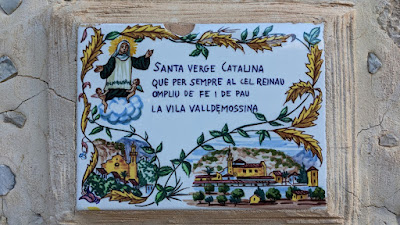 SANTA VERGE CATALINA
QUE PER SEMPRE AL CEL REINAU
OMPLIU DE FE I DE PAU
LA VILA VALLDEMOSSINA